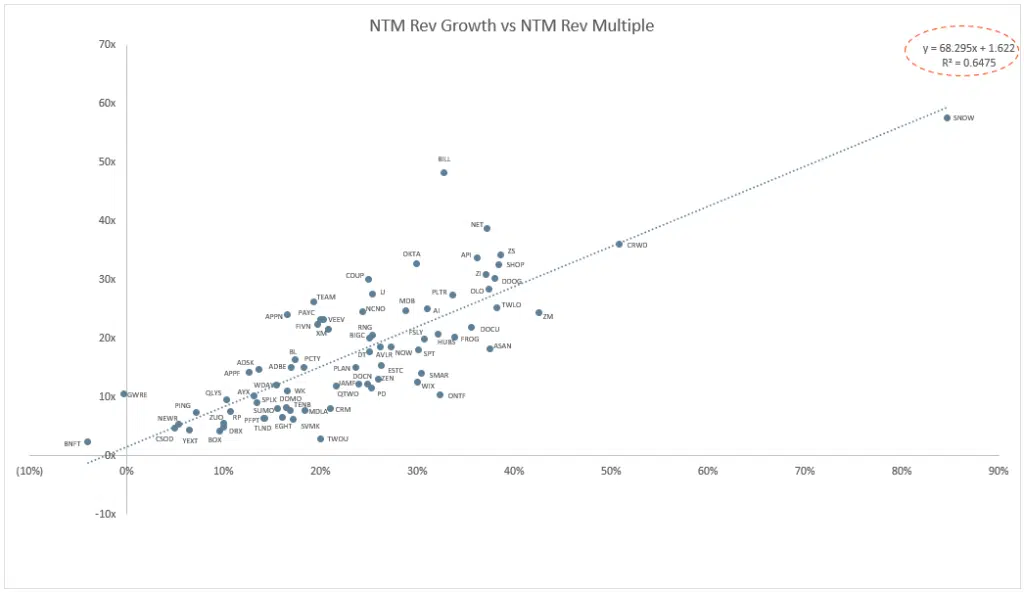 NTM Rev Growth vs NTM Rev Multiple
70x
y = 68.295x + 1.622
R² = 0.6475
60x
SNOW
50x
BILL
40x
NET
CRWD
OKTA
API
ZS
SHOP
30x
COUP
ZI
DDOG
U
PLTR
OLO
TEAM
MDB
TWLO
APPN
PAYC
NCNO
AI
ZM
FIVN
VEEV
XM
20x
RNG
BIGC
FSLY
HUBS
FROG
DOCU
BL
DT
AVLR
NOW
SPT
ASAN
ADSK
ADBE
PCTY
PLAN
ESTC
APPF
DOCN
ZEN
SMAR
WDAY
JAMF
WIX
GWRE
10x
QLYS
AYX
WK
QTWO
PD
ONTF
SPLK
DOMO
PING
SUMO
TENB
MDLA
CRM
NEWR
ZUO
RP
PFPT
CSOD
YEXT
BOX
DBX
TLND
EGHT
SVMK
BNFT
TWOU
0x
(10%)
0%
10%
20%
30%
40%
50%
60%
70%
80%
90%
-10x